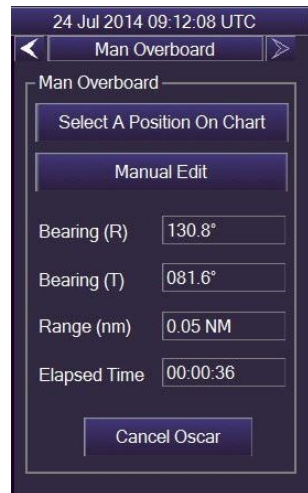 24 Jul 2014 09:12:08 UTC
Man Overboard
Man Overboard
Select A Position On Chart
Manual Edit
Bearing (R) 130.8°
Bearing (T) 081.6°
Range (nm) 0.05 NM
Elapsed Time 00:00:36
Cancel Oscar